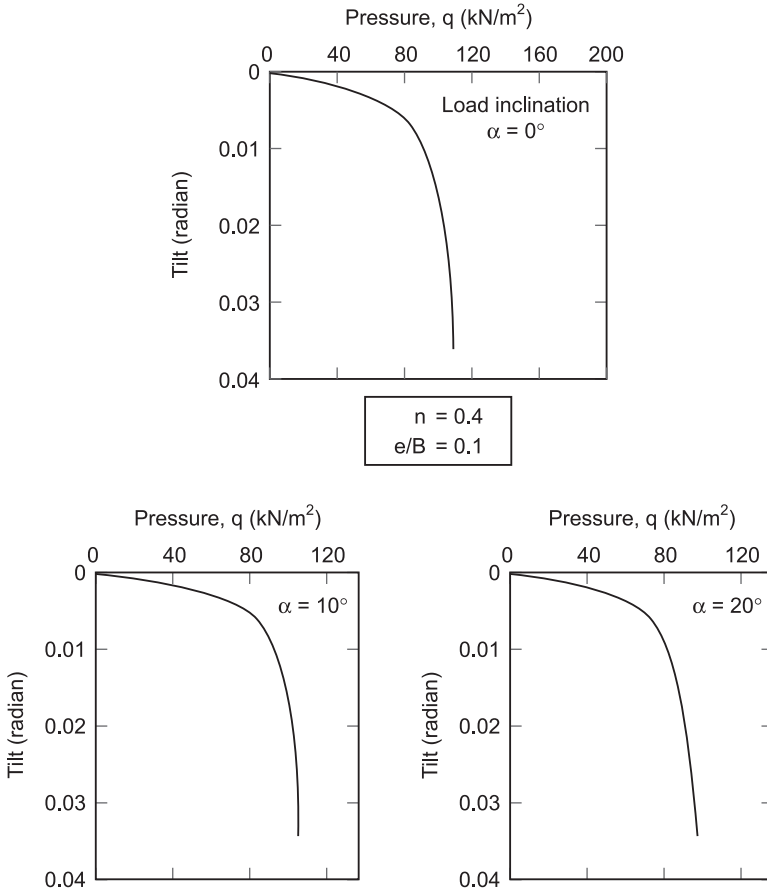 Pressure, q (kN/m²)
0 40 80 120 160 200
0
Load inclination
α = 0°
0.01
Tilt (radian)
0.02
0.03
0.04
n = 0.4
e/B = 0.1
Pressure, q (kN/m²)
0 40 80 120
0
α = 10°
0.01
Tilt (radian)
0.02
0.03
0.04
Pressure, q (kN/m²)
0 40 80 120
0
α = 20°
0.01
Tilt (radian)
0.02
0.03
0.04